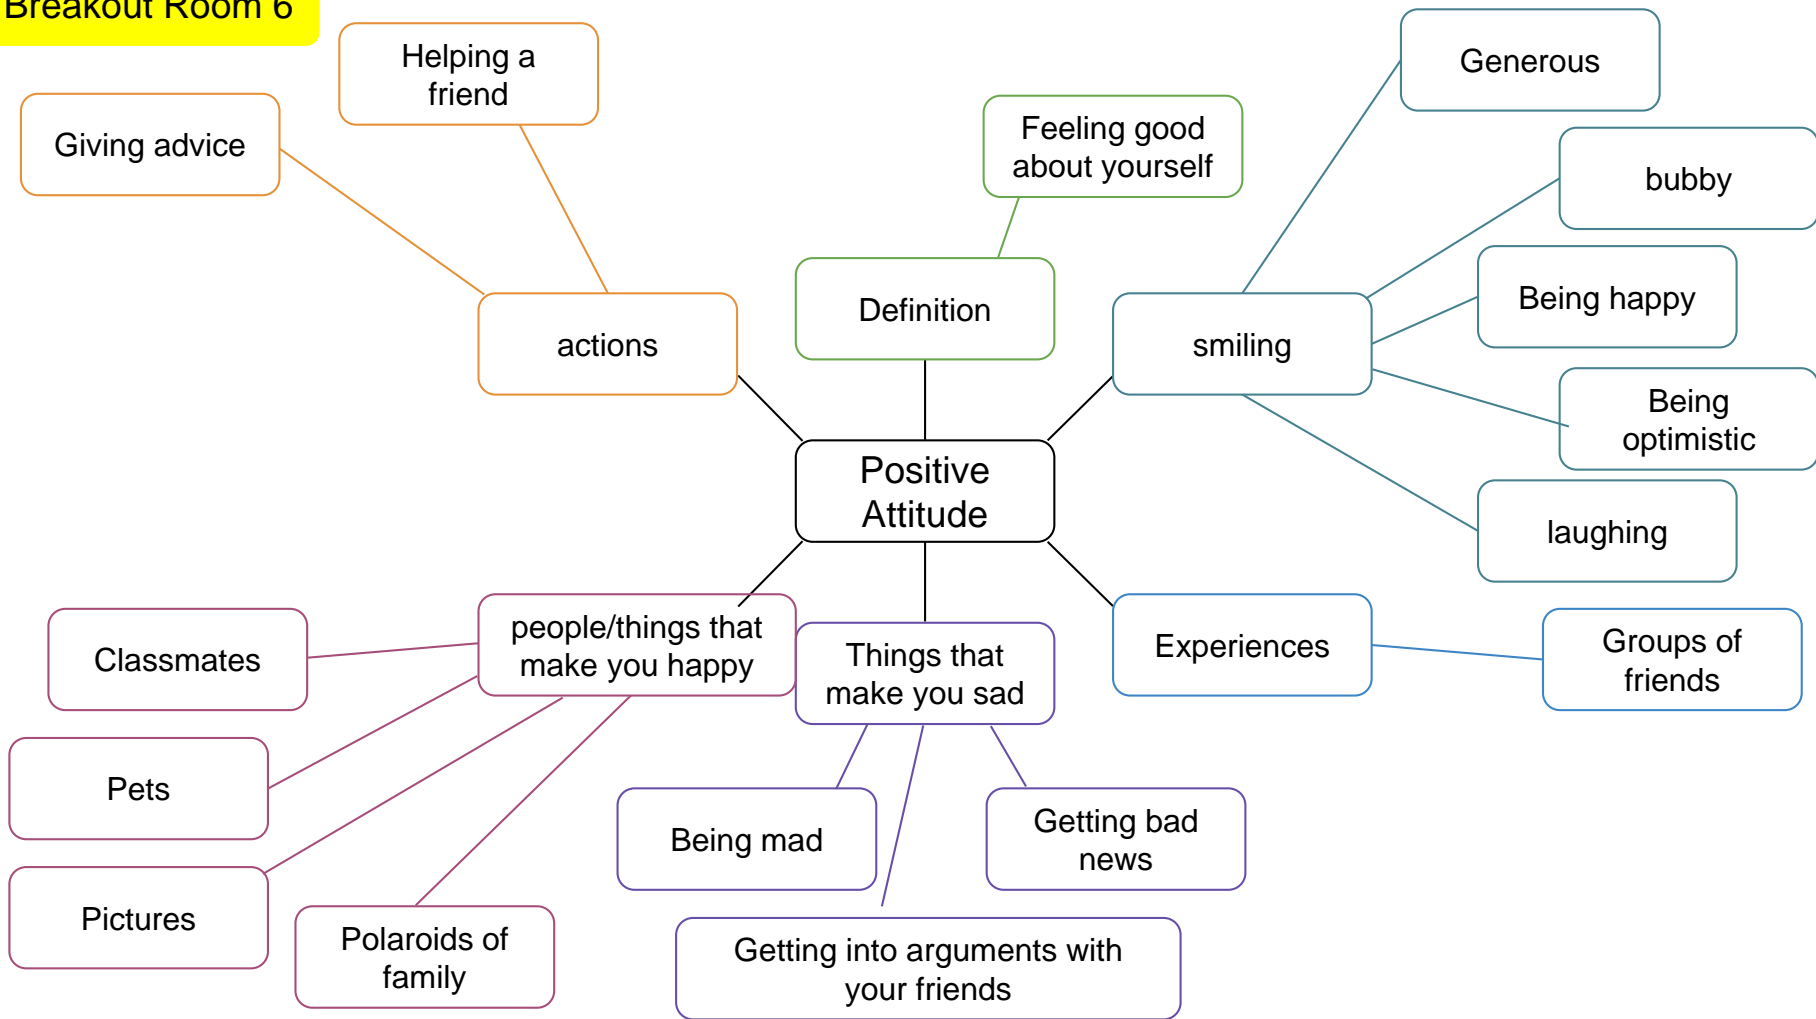 Breakout Room 6
Helping a
friend
Giving advice
actions
Feeling good
about yourself
Definition
Generous
bubby
Being happy
smiling
Being
optimistic
laughing
Positive
Attitude
Classmates
people/things that
make you happy
Pets
Pictures
Polaroids of
family
Things that
make you sad
Being mad
Getting bad
news
Getting into arguments with
your friends
Experiences
Groups of
friends